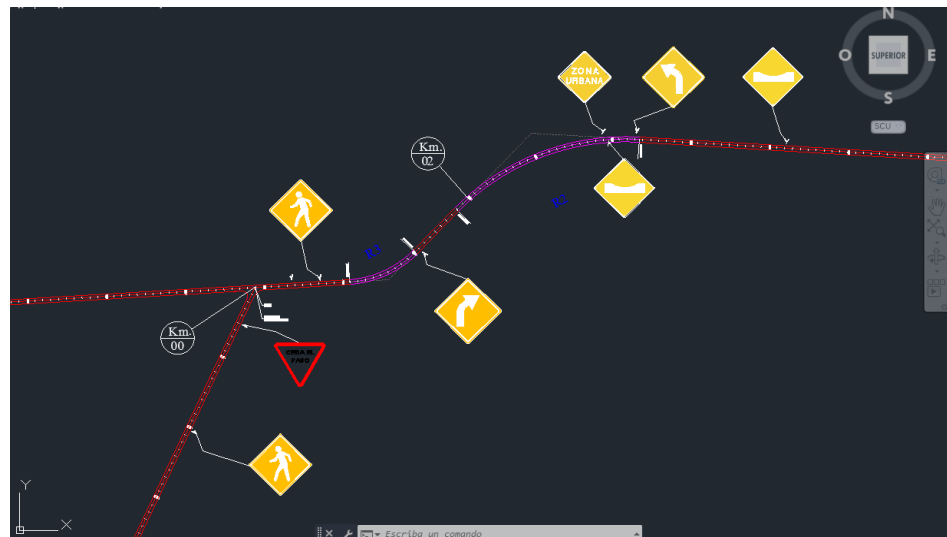 N
O
SUPERIOR
E
S
SCU
ZONA
URBANA
Km.
02
Km.
00
CEDA EL
PASO
Y
X
Escriba un comando